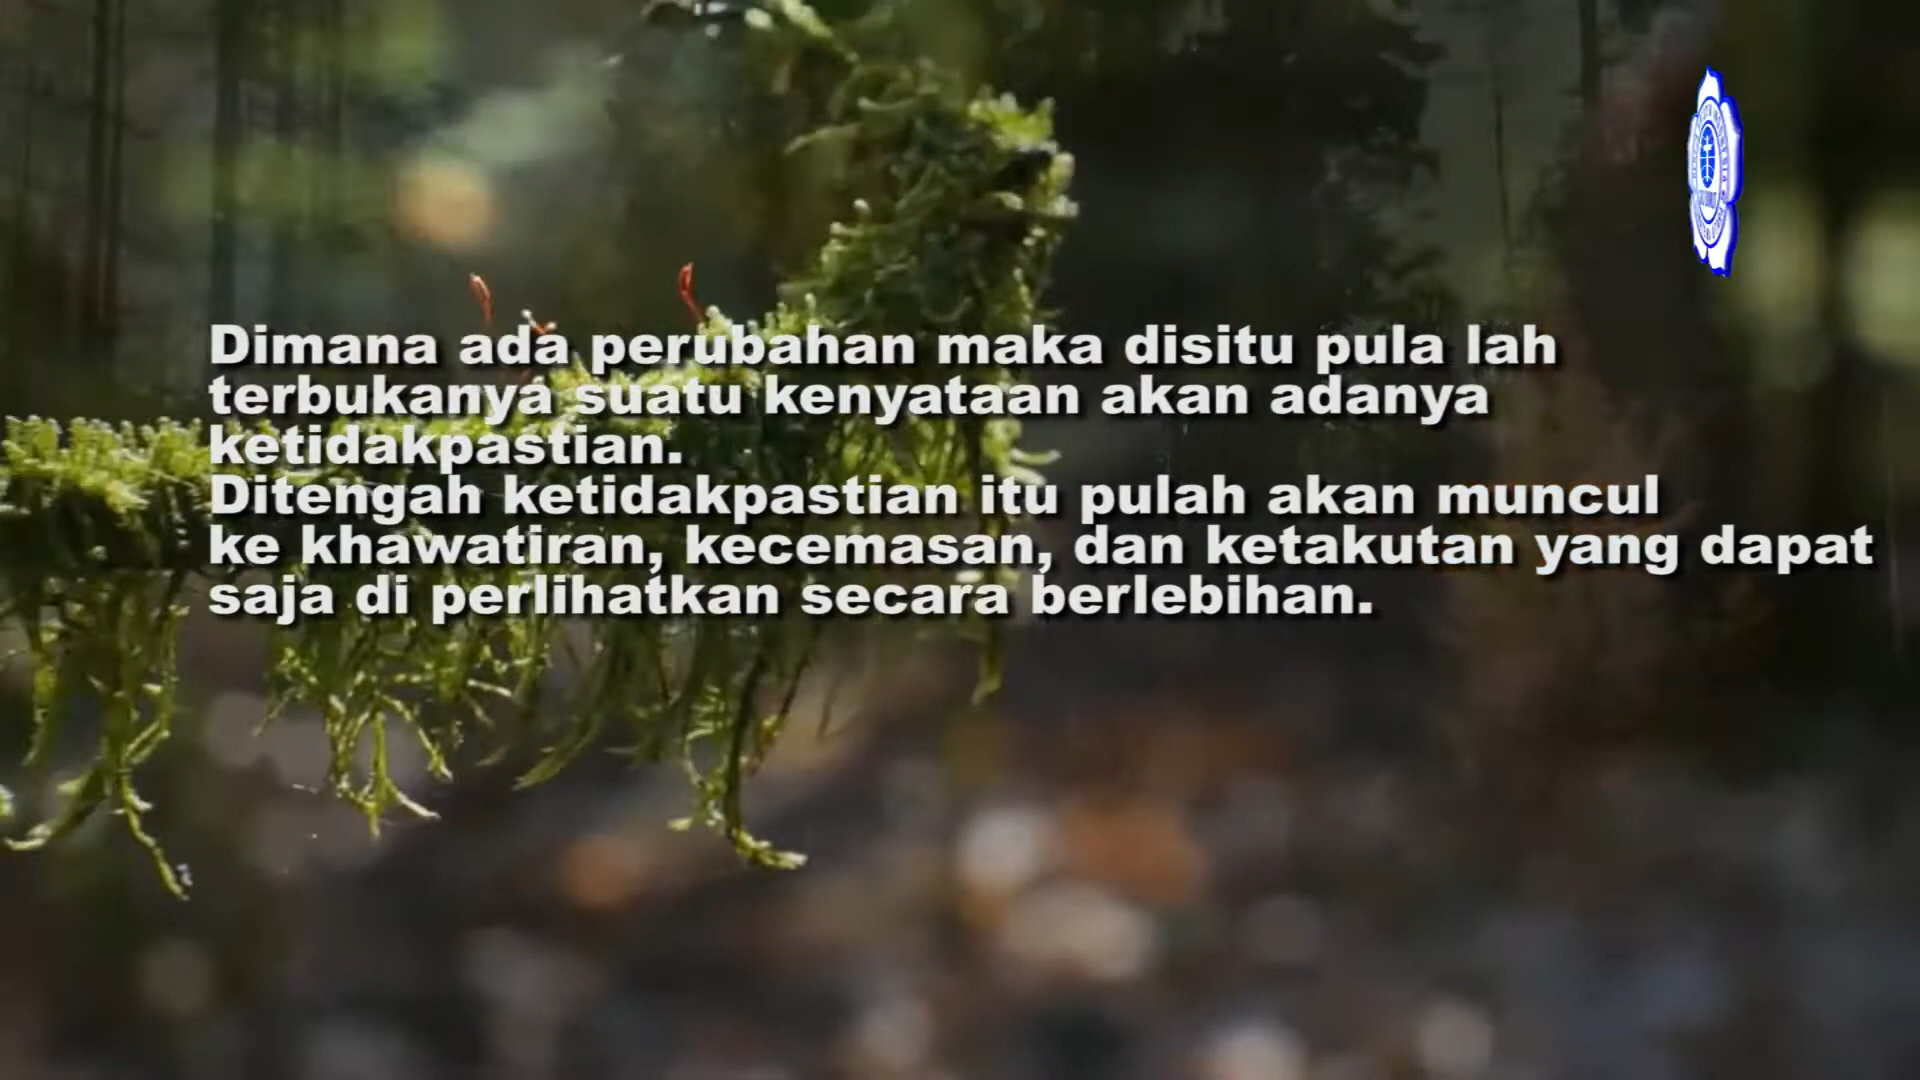 Dimana ada perubahan maka disitu pula lah
terbukanya suatu kenyataan akan adanya
ketidakpastian.
Ditengah ketidakpastian itu pulah akan muncul
ke khawatiran, kecemasan, dan ketakutan yang dapat
saja di perlihatkan secara berlebihan.